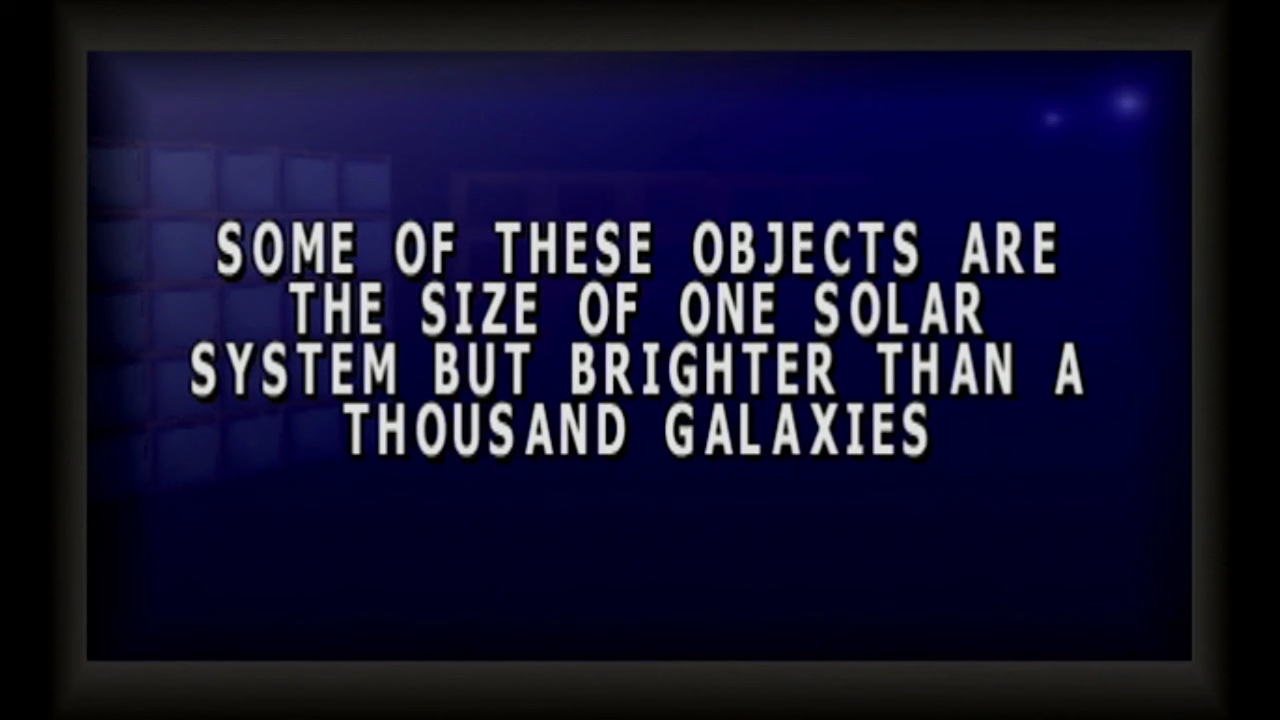 SOME OF THESE OBJECTS ARE
THE SIZE OF ONE SOLAR
SYSTEM BUT BRIGHTER THAN A
THOUSAND GALAXIES